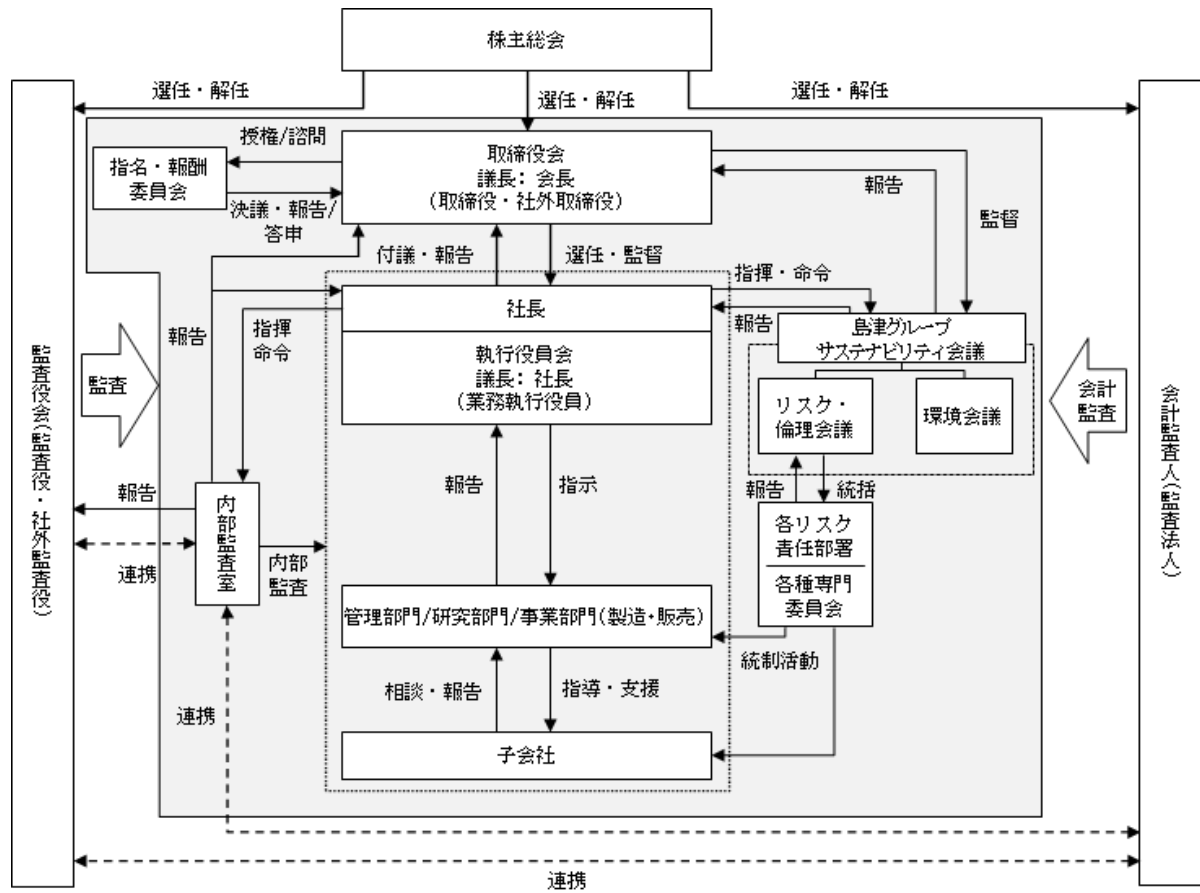 株主総会
選任・解任
選任・解任
選任・解任
授権/諮問
指名・報酬
委員会
決議・報告/
答申
取締役会
議長：会長
(取締役・社外取締役)
報告
監督
付議・報告
選任・監督
指揮・命令
社長
報告
指揮
命令
報告
島津グループ
サステナビリティ会議
執行役員会
議長：社長
(業務執行役員)
リスク・
倫理会議
環境会議
監査
会計
監査
監査役会(監査役・社外監査役)
会計監査人(監査法人)
報告
指示
報告
統括
報告
連携
内部監査室
内部
監査
各リスク
責任部署
各種専門
委員会
管理部門/研究部門/事業部門(製造・販売)
統制活動
相談・報告
指導・支援
連携
子会社
連携